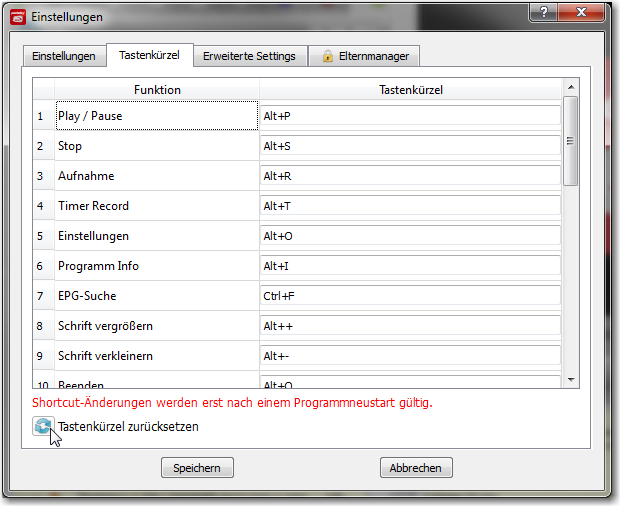 Einstellungen
Einstellungen Tastenkürzel Erweiterte Settings Elternmanager
Funktion Tastenkürzel
1 Play / Pause Alt+P
2 Stop Alt+S
3 Aufnahme Alt+R
4 Timer Record Alt+T
5 Einstellungen Alt+O
6 Programm Info Alt+I
7 EPG-Suche Ctrl+F
8 Schrift vergrößern Alt++
9 Schrift verkleinern Alt+-
10 Beenden Alt+Q
Shortcut-Änderungen werden erst nach einem Programmneustart gültig.
Tastenkürzel zurücksetzen
Speichern Abbrechen